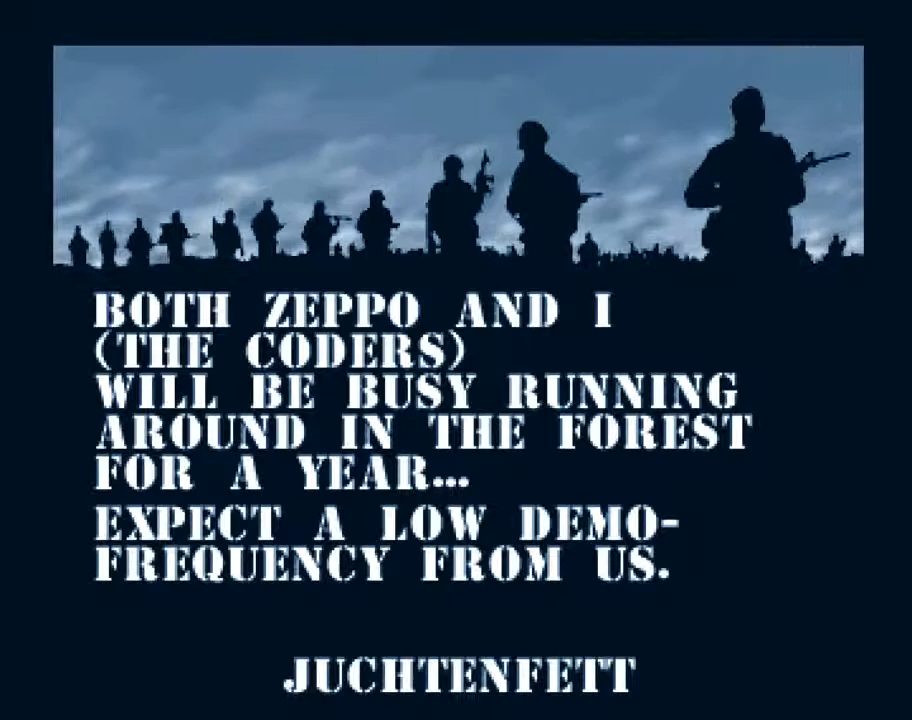 BOTH ZEPPO AND I
(THE CODERS)
WILL BE BUSY RUNNING
AROUND IN THE FOREST
FOR A YEAR...
EXPECT A LOW DEMO-
FREQUENCY FROM US.
JUCHTENFETT